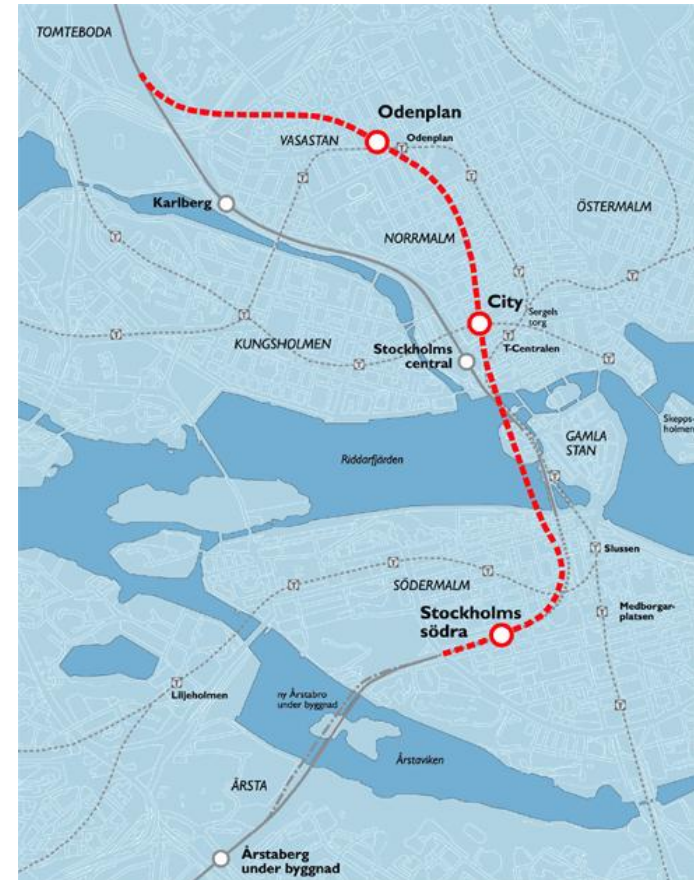 TOMTEBODA
Odenplan
Odenplan
VASASTAN
Karlberg
ÖSTERMALM
NORRMALM
City
Sergels
torg
T-Centralen
KUNGSHOLMEN
Stockholms
central
Skepps-
holmen
GAMLA
STAN
Riddarfjärden
Slussen
SÖDERMALM
Medborgar-
platsen
Stockholms
södra
Liljeholmen
ny Årstabro
under byggnad
Årstaviken
ÅRSTA
Årstaberg
under byggnad